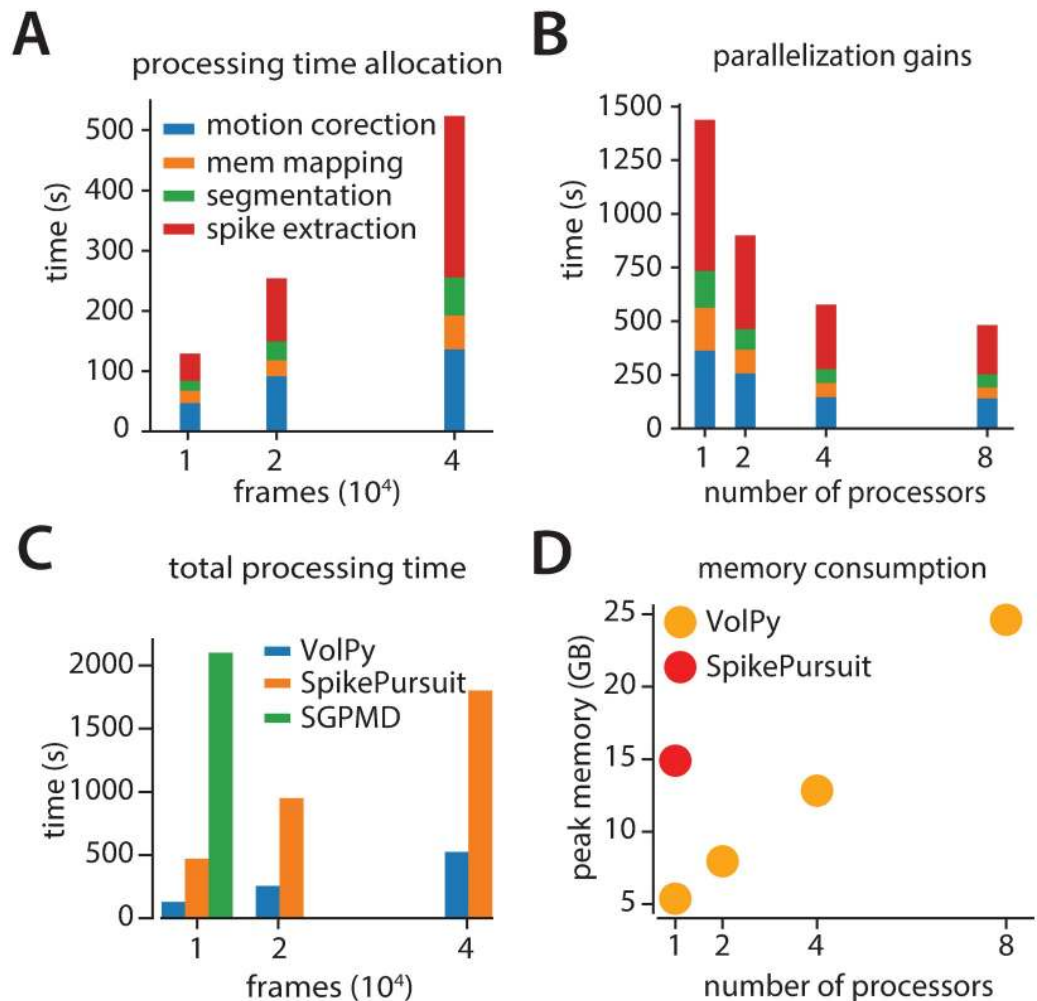 A
processing time allocation
500
400
300
200
100
0
time (s)
motion corection
mem mapping
segmentation
spike extraction
1 2 4
frames (10⁴)
B
parallelization gains
1500
1250
1000
750
500
250
0
time (s)
1 2 4 8
number of processors
C
total processing time
2000
1500
1000
500
0
time (s)
VolPy
SpikePursuit
SGPMD
1 2 4
frames (10⁴)
D
memory consumption
25
20
15
10
5
peak memory (GB)
VolPy
SpikePursuit
1 2 4 8
number of processors